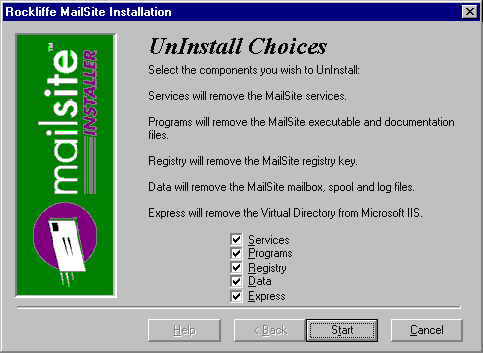 Rockliffe MailSite Installation
UnInstall Choices
Select the components you wish to UnInstall:
Services will remove the MailSite services.
Programs will remove the MailSite executable and documentation
files.
Registry will remove the MailSite registry key.
Data will remove the MailSite mailbox, spool and log files.
Express will remove the Virtual Directory from Microsoft IIS.
Services
Programs
Registry
Data
Express
mailsite™
INSTALLER
Help
< Back
Start
Cancel